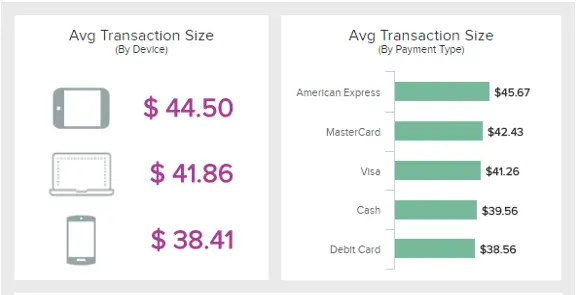 Avg Transaction Size
(By Device)
$ 44.50
$ 41.86
$ 38.41
Avg Transaction Size
(By Payment Type)
American Express $45.67
MasterCard $42.43
Visa $41.26
Cash $39.56
Debit Card $38.56